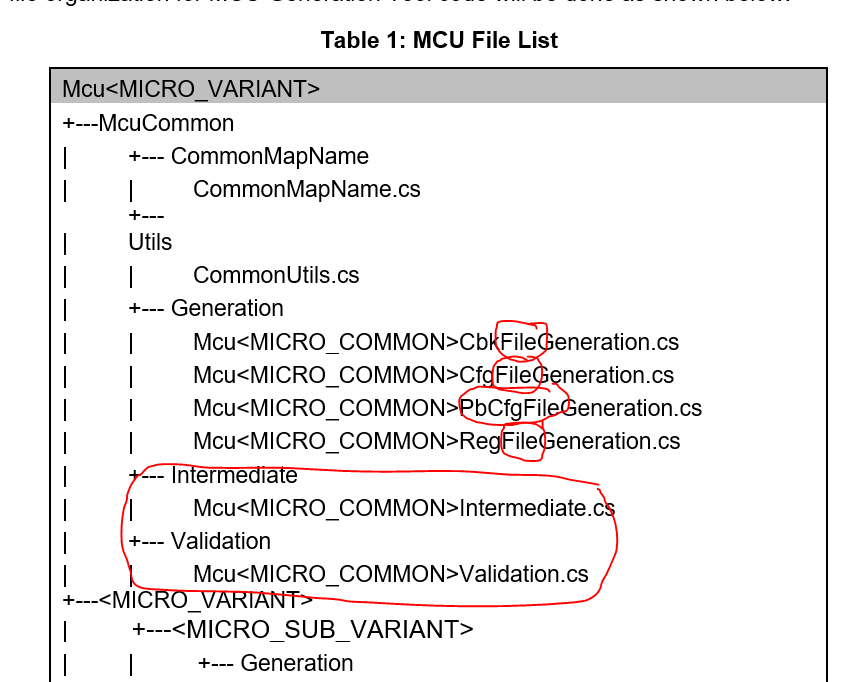 file organization for MCU Generation Tool code will be done as shown below.
Table 1: MCU File List
Mcu<MICRO_VARIANT>
+---McuCommon
| +--- CommonMapName
| | CommonMapName.cs
+---
| Utils
| | CommonUtils.cs
| +--- Generation
| | Mcu<MICRO_COMMON>CbkFileGeneration.cs
| | Mcu<MICRO_COMMON>CfgFileGeneration.cs
| | Mcu<MICRO_COMMON>PbCfgFileGeneration.cs
| | Mcu<MICRO_COMMON>RegFileGeneration.cs
| +--- Intermediate
| | Mcu<MICRO_COMMON>Intermediate.cs
| +--- Validation
| | Mcu<MICRO_COMMON>Validation.cs
+---<MICRO_VARIANT>
| +---<MICRO_SUB_VARIANT>
| | +--- Generation